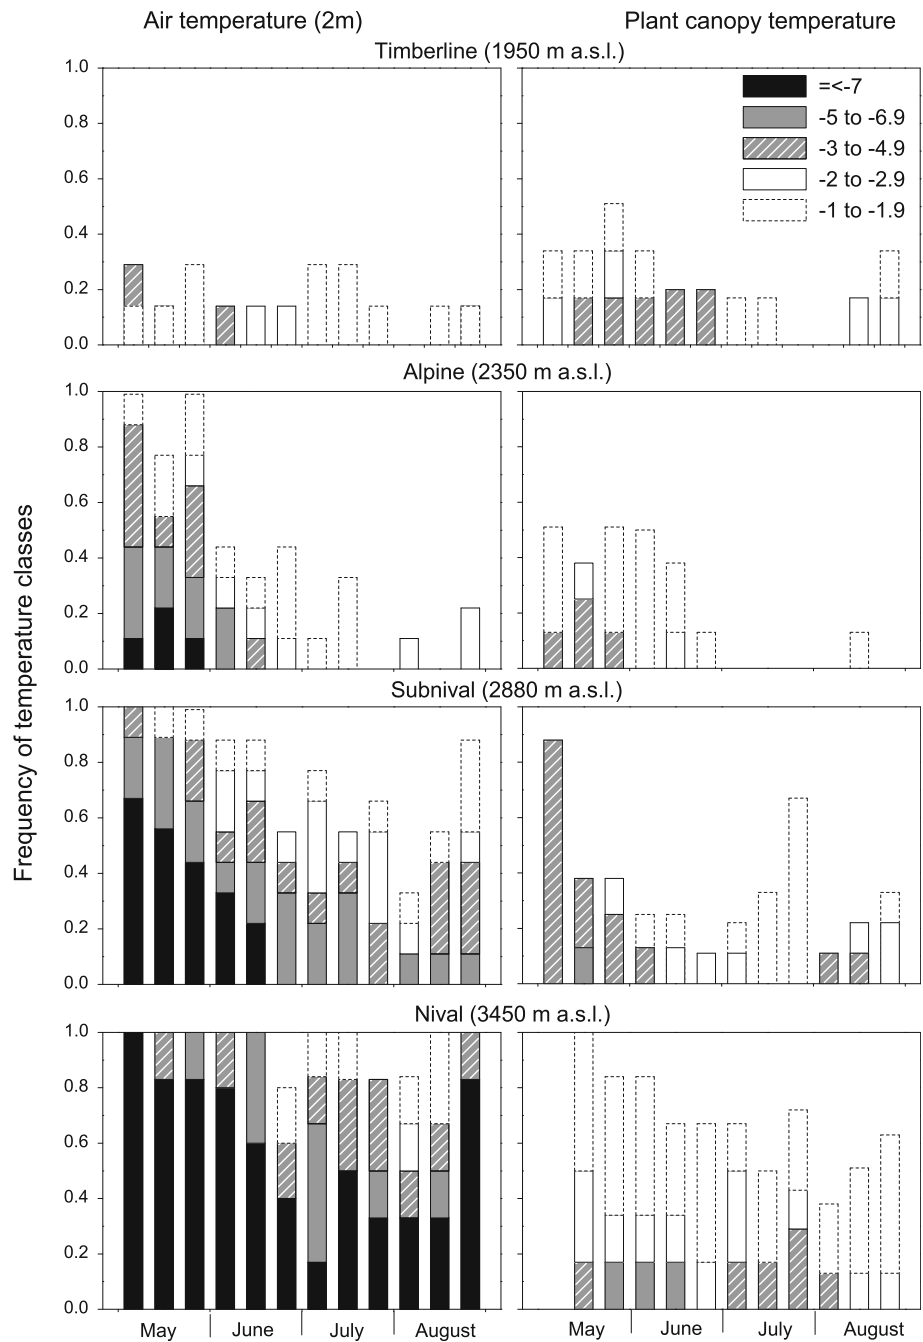 Air temperature (2m)
Plant canopy temperature
Timberline (1950 m a.s.l.)
1.0
0.8
0.6
0.4
0.2
0.0
=<-7
-5 to -6.9
-3 to -4.9
-2 to -2.9
-1 to -1.9
Alpine (2350 m a.s.l.)
1.0
0.8
0.6
0.4
0.2
0.0
Frequency of temperature classes
Subnival (2880 m a.s.l.)
1.0
0.8
0.6
0.4
0.2
0.0
Nival (3450 m a.s.l.)
1.0
0.8
0.6
0.4
0.2
0.0
May | June | July | August
May | June | July | August